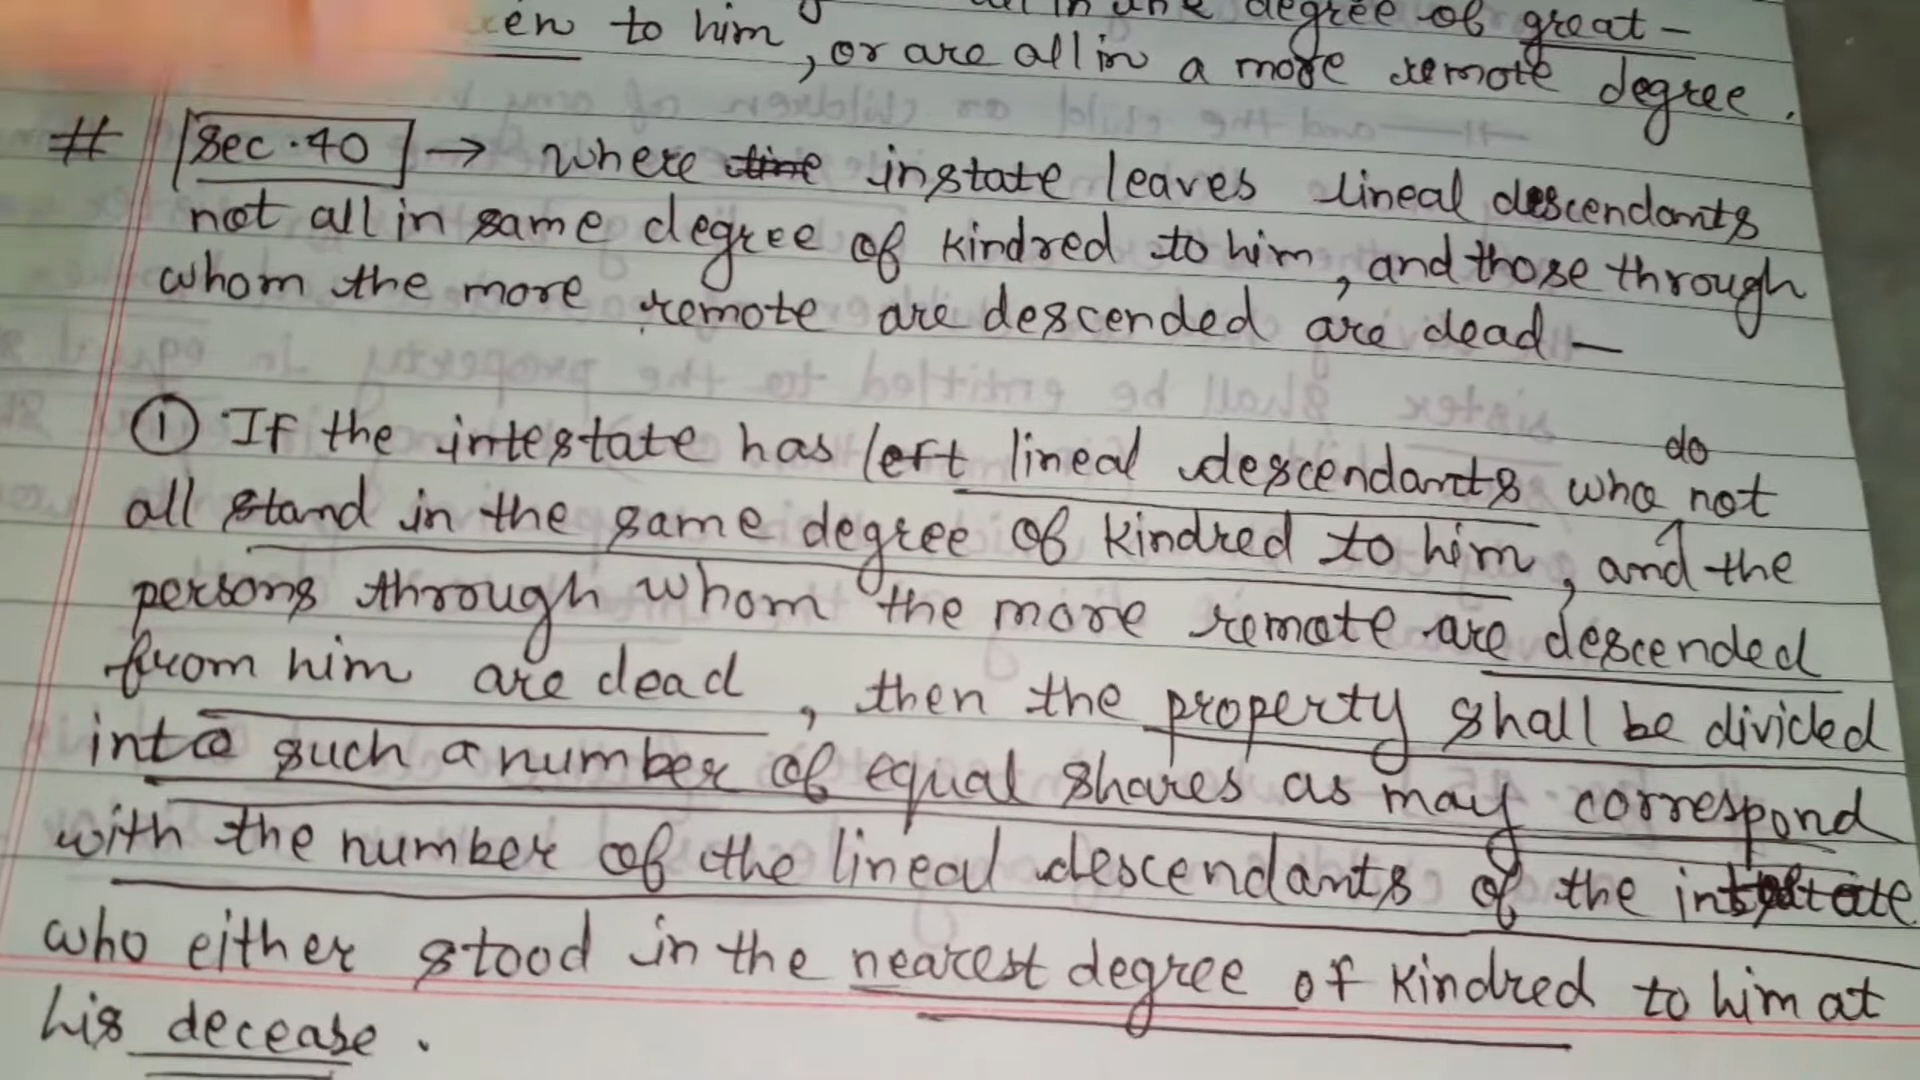 degree of great-
to him, or are all in a more remote degree.
# Sec.40 → where instate leaves lineal descendants
not all in same degree of kindred to him, and those through
whom the more remote are descended are dead —
① If the intestate has left lineal descendants who do not
all stand in the same degree of kindred to him, and the
persons through whom the more remote are descended
from him are dead, then the property shall be divided
into such a number of equal shares as may correspond
with the number of the lineal descendants of the intestate
who either stood in the nearest degree of kindred to him at
his decease.